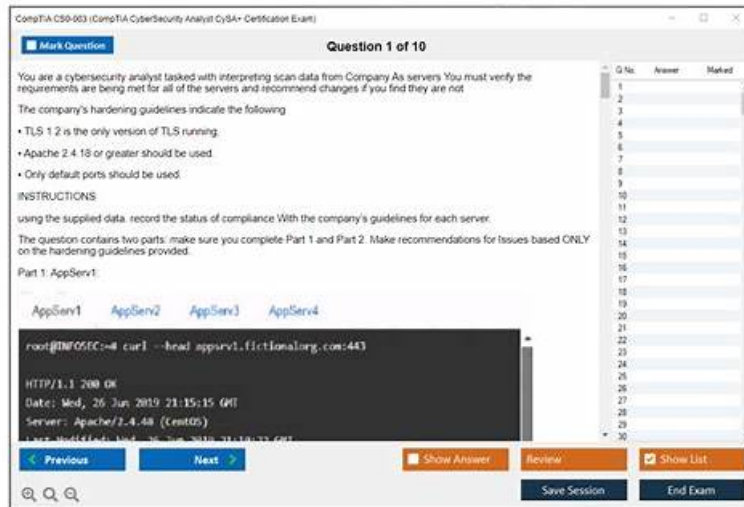 CompTIA CS0-003 (CompTIA CyberSecurity Analyst CySA+ Certification Exam)
Mark Question
Question 1 of 10
You are a cybersecurity analyst tasked with interpreting scan data from Company As servers You must verify the
requirements are being met for all of the servers and recommend changes if you find they are not
The company's hardening guidelines indicate the following
• TLS 1 2 is the only version of TLS running.
• Apache 2.4.18 or greater should be used.
• Only default ports should be used.
INSTRUCTIONS
using the supplied data. record the status of compliance With the company's guidelines for each server.
The question contains two parts: make sure you complete Part 1 and Part 2. Make recommendations for Issues based ONLY
on the hardening guidelines provided.
Part 1: AppServ1:
AppServ1 AppServ2 AppServ3 AppServ4
root@INFOSEC:~# curl --head appsrv1.fictionalorg.com:443
HTTP/1.1 200 OK
Date: Wed, 26 Jun 2019 21:15:15 GMT
Server: Apache/2.4.48 (CentOS)
Last-Modified: Wed, 26 Jun 2019 21:10:22 GMT
Q No. Answer Marked
1
2
3
4
5
6
7
8
9
10
11
12
13
14
15
16
17
18
19
20
21
22
23
24
25
26
27
28
29
30
Previous
Next
Show Answer
Review
Show List
Save Session
End Exam